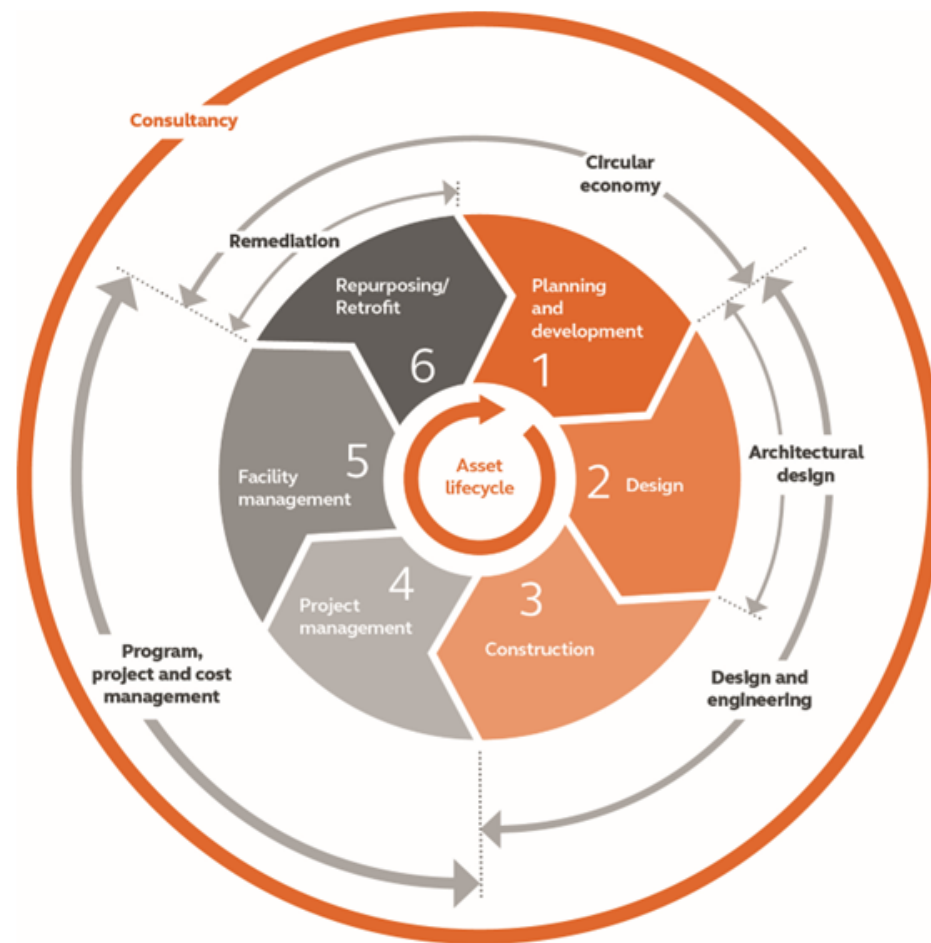 Consultancy
Circular
economy
Remediation
Repurposing/
Retrofit
6
Planning
and
development
1
Asset
lifecycle
2
Design
Architectural
design
5
Facility
management
4
Project
management
3
Construction
Program,
project and cost
management
Design and
engineering